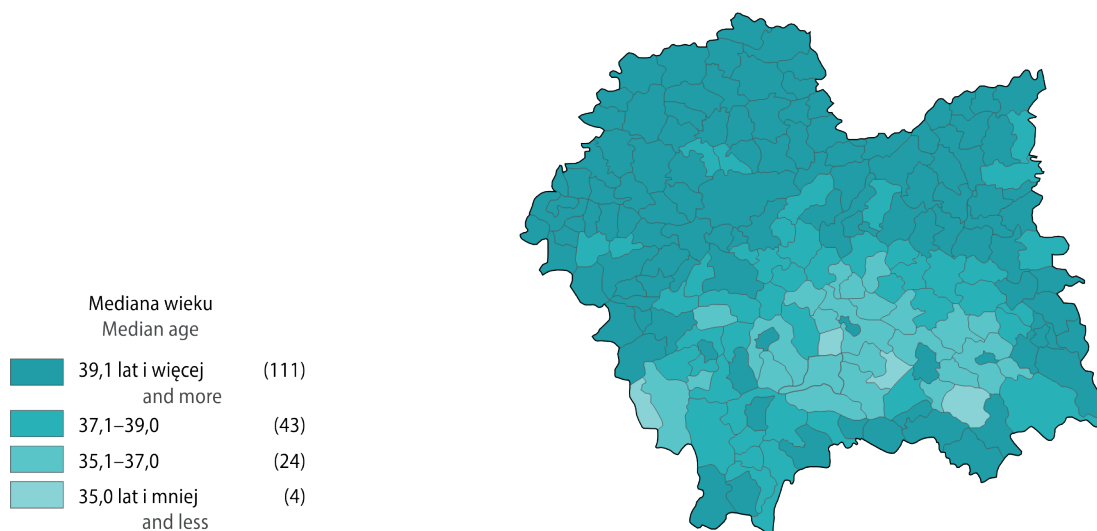 Mediana wieku
Median age
39,1 lat i więcej (111)
and more
37,1–39,0 (43)
35,1–37,0 (24)
35,0 lat i mniej (4)
and less